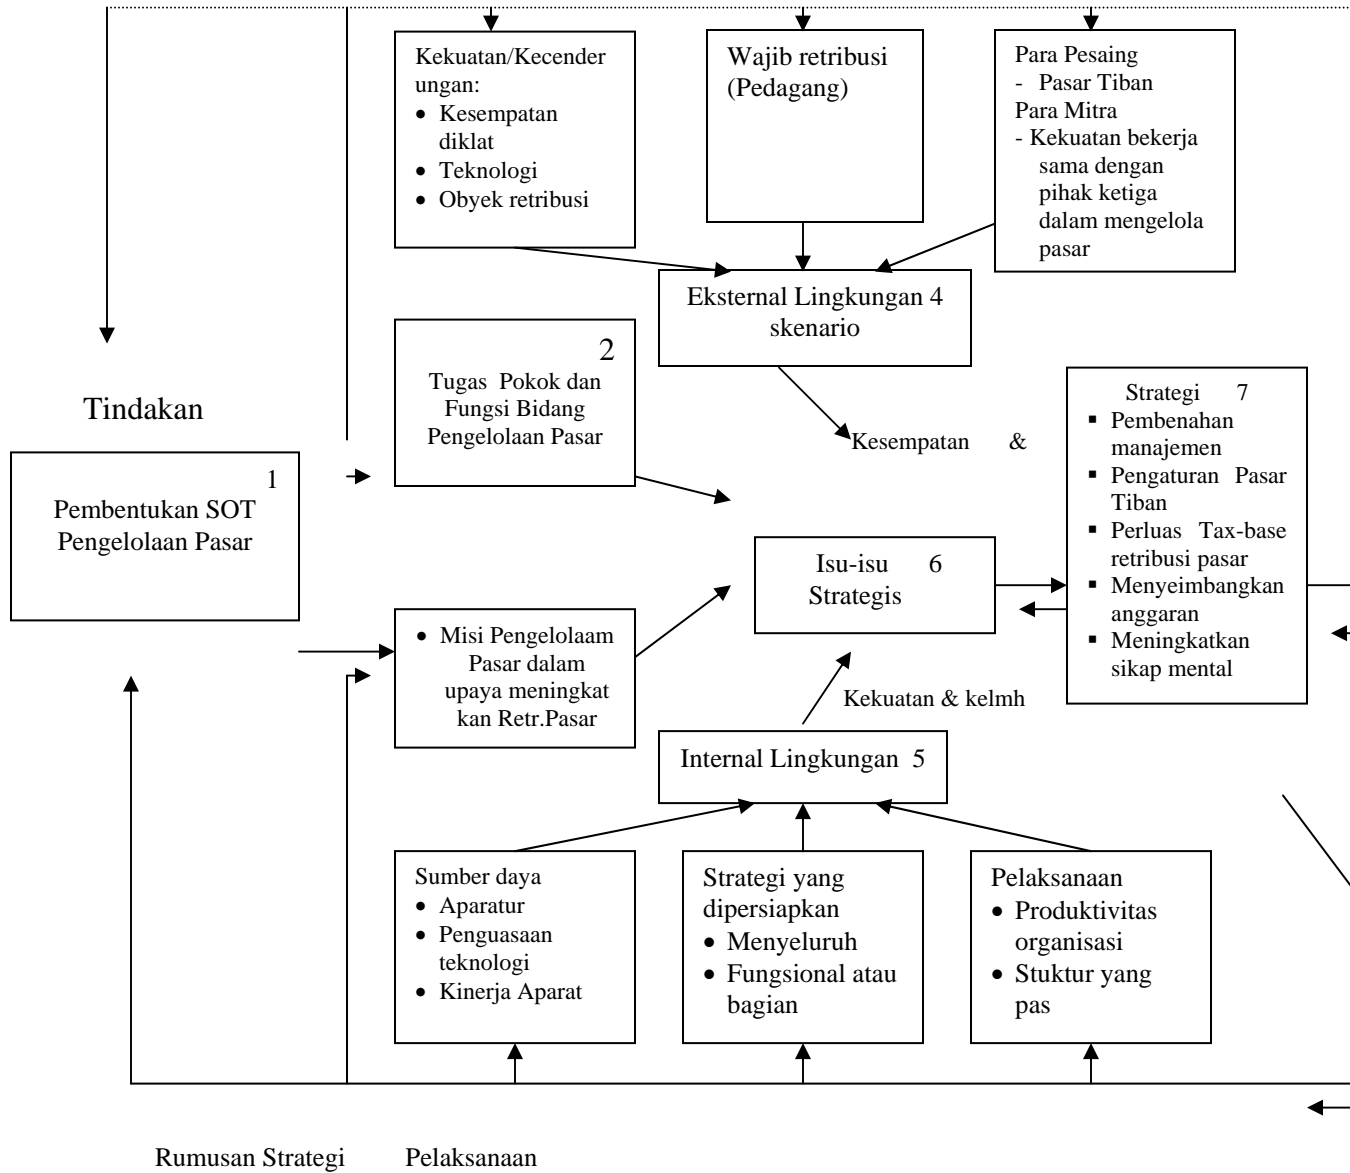 Kekuatan/Kecender
ungan:
• Kesempatan
diklat
• Teknologi
• Obyek retribusi
Wajib retribusi
(Pedagang)
Para Pesaing
- Pasar Tiban
Para Mitra
- Kekuatan bekerja
sama dengan
pihak ketiga
dalam mengelola
pasar
Eksternal Lingkungan 4
skenario
2
Tugas Pokok dan
Fungsi Bidang
Pengelolaan Pasar
Tindakan
1
Pembentukan SOT
Pengelolaan Pasar
Kesempatan &
Strategi 7
▪ Pembenahan
manajemen
▪ Pengaturan Pasar
Tiban
▪ Perluas Tax-base
retribusi pasar
▪ Menyeimbangkan
anggaran
▪ Meningkatkan
sikap mental
Isu-isu 6
Strategis
• Misi Pengelolaam
Pasar dalam
upaya meningkat
kan Retr.Pasar
Kekuatan & kelmh
Internal Lingkungan 5
Sumber daya
• Aparatur
• Penguasaan
teknologi
• Kinerja Aparat
Strategi yang
dipersiapkan
• Menyeluruh
• Fungsional atau
bagian
Pelaksanaan
• Produktivitas
organisasi
• Stuktur yang
pas
Rumusan Strategi Pelaksanaan